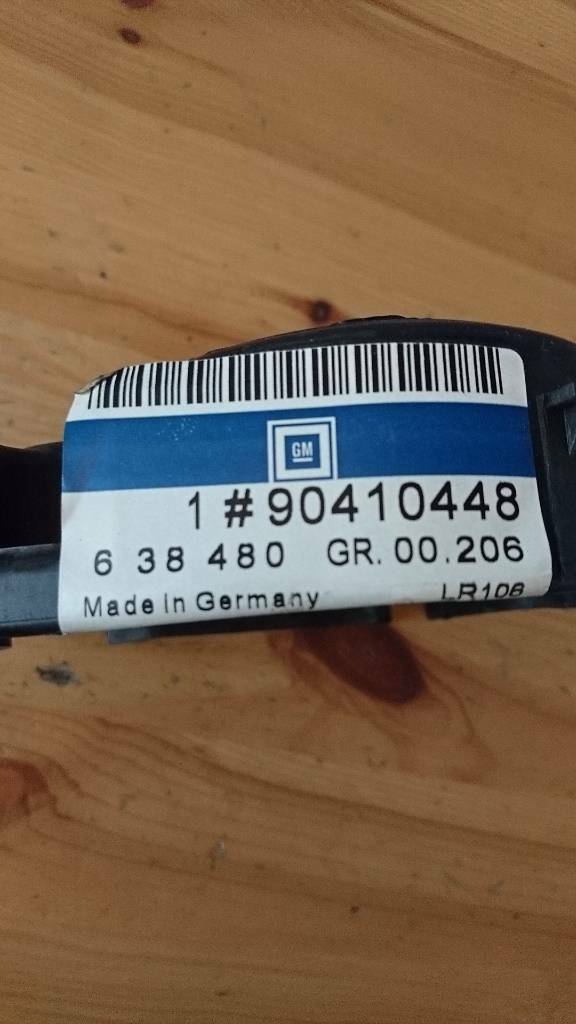 GM
1 #90410448
6 38 480 GR. 00.206
Made in Germany LR106